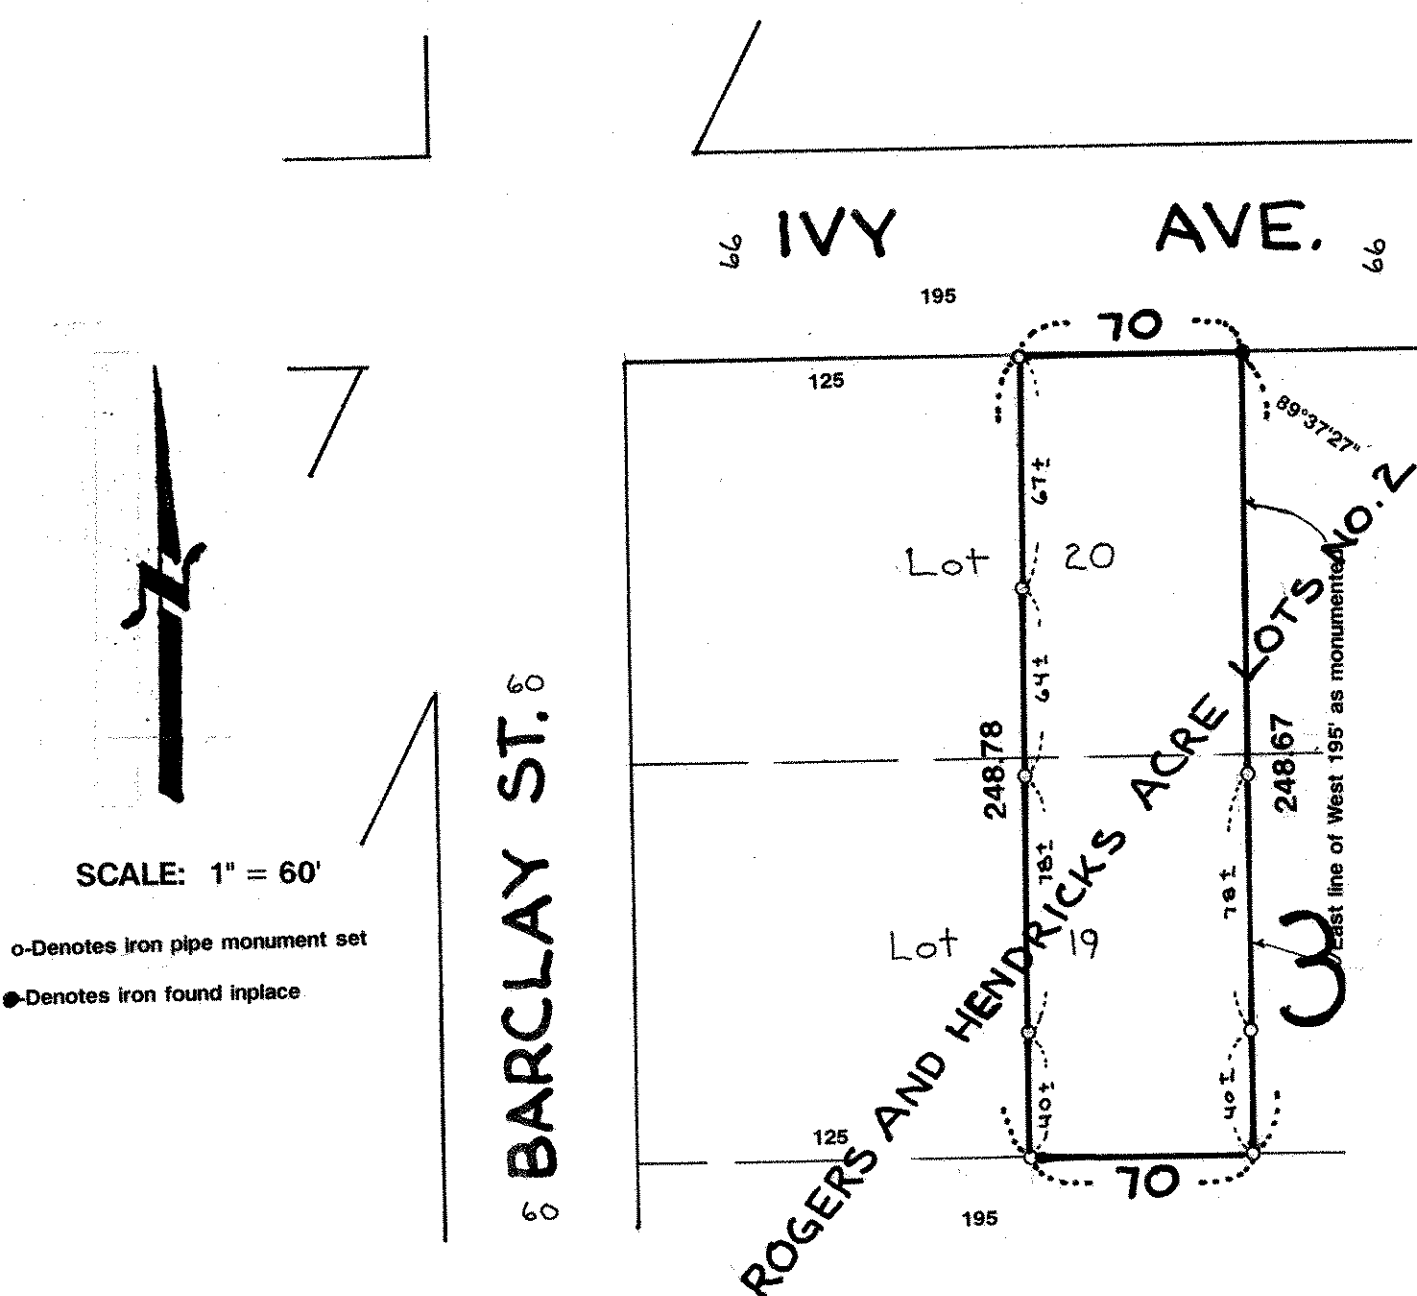 66 IVY AVE. 66
195
70
125
89°37'27"
67±
Lot 20
64±
60
BARCLAY ST.
60
248.78
248.67
East line of West 195' as monumented
ROGERS AND HENDRICKS ACRE LOTS NO. 2
78±
78±
Lot 19
3
40±
40±
125
70
195
N
SCALE: 1" = 60'
o-Denotes iron pipe monument set
●-Denotes iron found inplace